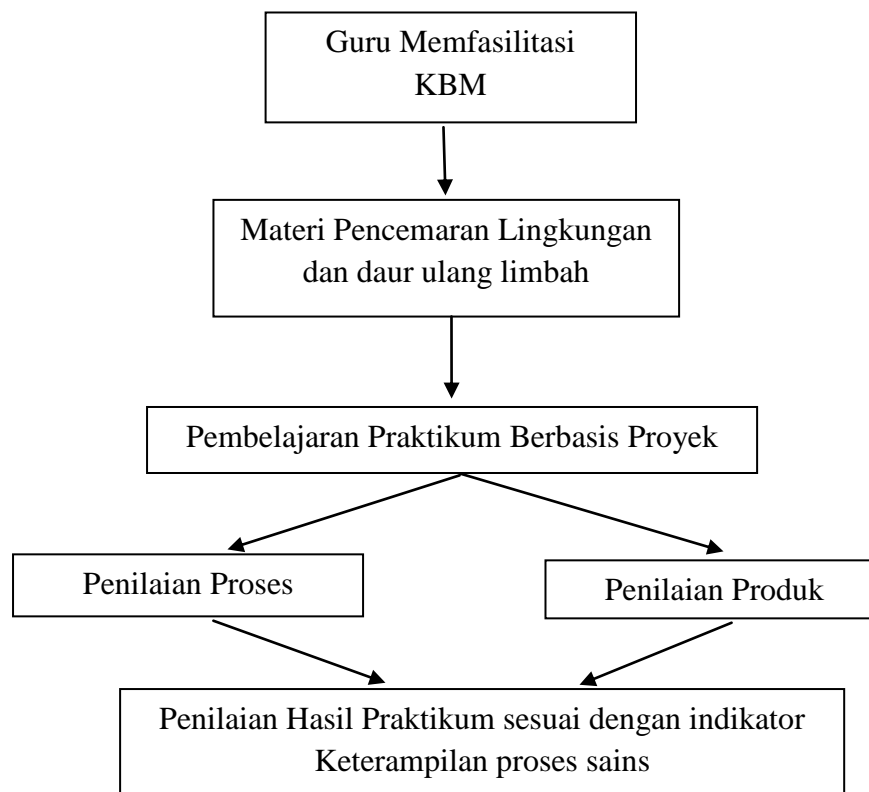 Guru Memfasilitasi
KBM
Materi Pencemaran Lingkungan
dan daur ulang limbah
Pembelajaran Praktikum Berbasis Proyek
Penilaian Proses
Penilaian Produk
Penilaian Hasil Praktikum sesuai dengan indikator
Keterampilan proses sains